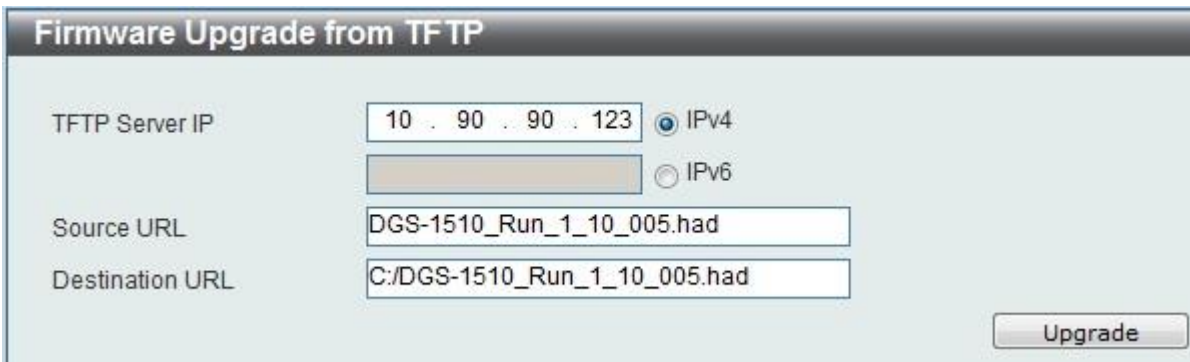 Firmware Upgrade from TFTP
TFTP Server IP 10 . 90 . 90 . 123 IPv4
IPv6
Source URL DGS-1510_Run_1_10_005.had
Destination URL C:/DGS-1510_Run_1_10_005.had
Upgrade